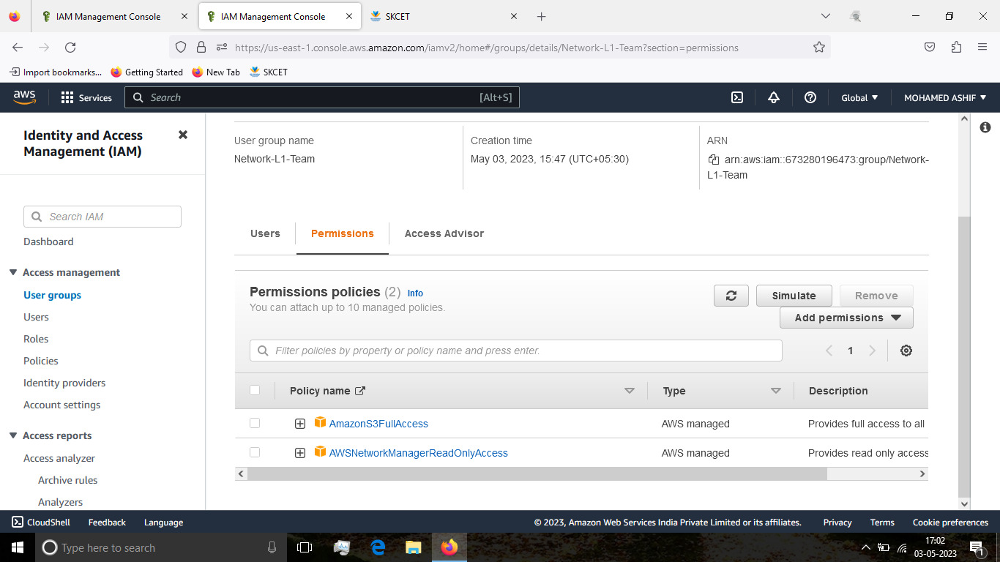 IAM Management Console
IAM Management Console
SKCET
https://us-east-1.console.aws.amazon.com/iamv2/home#/groups/details/Network-L1-Team?section=permissions
Import bookmarks...
Getting Started
New Tab
SKCET
aws
Services
Search
[Alt+S]
Global
MOHAMED ASHIF
Identity and Access
Management (IAM)
Search IAM
Dashboard
Access management
User groups
Users
Roles
Policies
Identity providers
Account settings
Access reports
Access analyzer
Archive rules
Analyzers
User group name
Network-L1-Team
Creation time
May 03, 2023, 15:47 (UTC+05:30)
ARN
arn:aws:iam::673280196473:group/Network-
L1-Team
Users
Permissions
Access Advisor
Permissions policies (2) Info
You can attach up to 10 managed policies.
Simulate
Remove
Add permissions
Filter policies by property or policy name and press enter.
1
Policy name
Type
Description
AmazonS3FullAccess
AWS managed
Provides full access to all
AWSNetworkManagerReadOnlyAccess
AWS managed
Provides read only access
CloudShell
Feedback
Language
© 2023, Amazon Web Services India Private Limited or its affiliates.
Privacy
Terms
Cookie preferences
Type here to search
17:02
03-05-2023
1